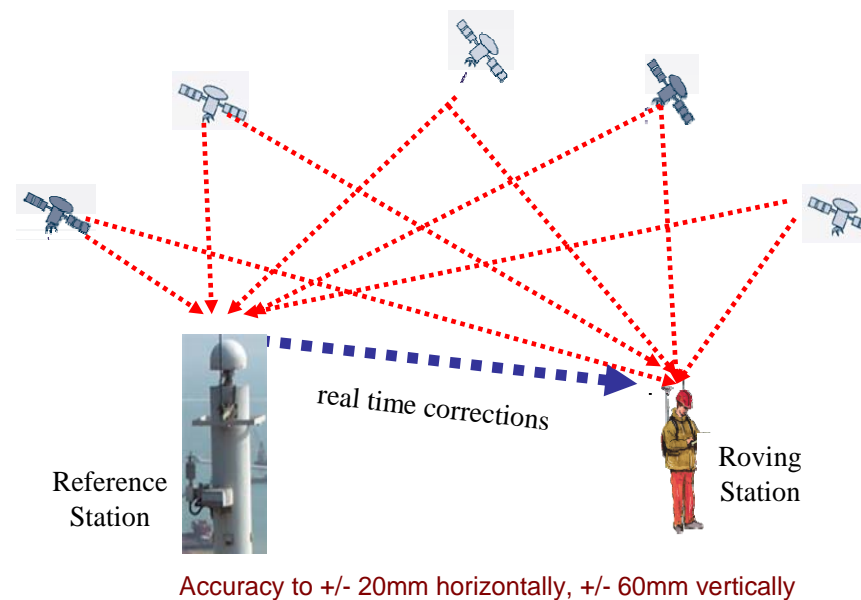 real time corrections
Reference
Station
Roving
Station
Accuracy to +/- 20mm horizontally, +/- 60mm vertically